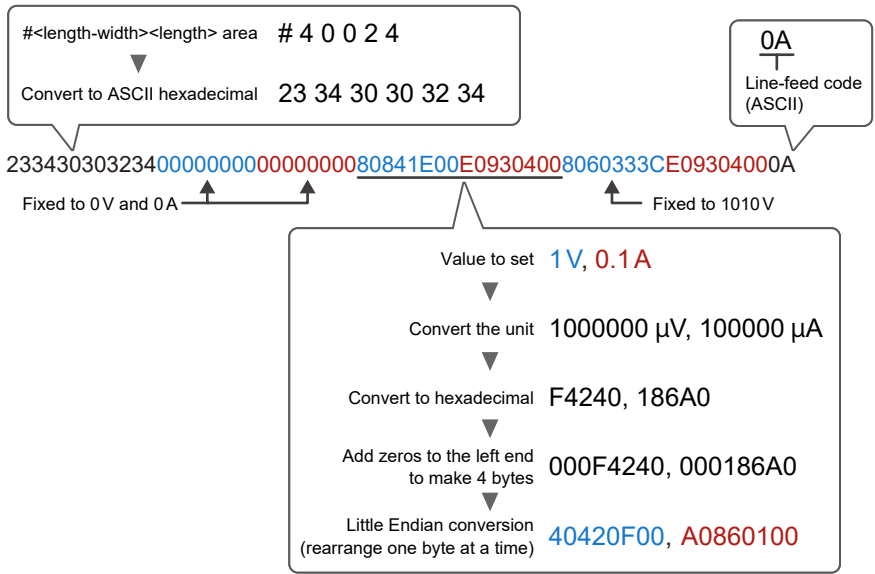 #<length-width><length> area # 4 0 0 2 4
Convert to ASCII hexadecimal 23 34 30 30 32 34
0A
Line-feed code
(ASCII)
233430303234000000000000000080841E00E09304008060333CE09304000A
Fixed to 0 V and 0 A
Fixed to 1010 V
Value to set 1 V, 0.1 A
Convert the unit 1000000 μV, 100000 μA
Convert to hexadecimal F4240, 186A0
Add zeros to the left end
to make 4 bytes 000F4240, 000186A0
Little Endian conversion
(rearrange one byte at a time) 40420F00, A0860100